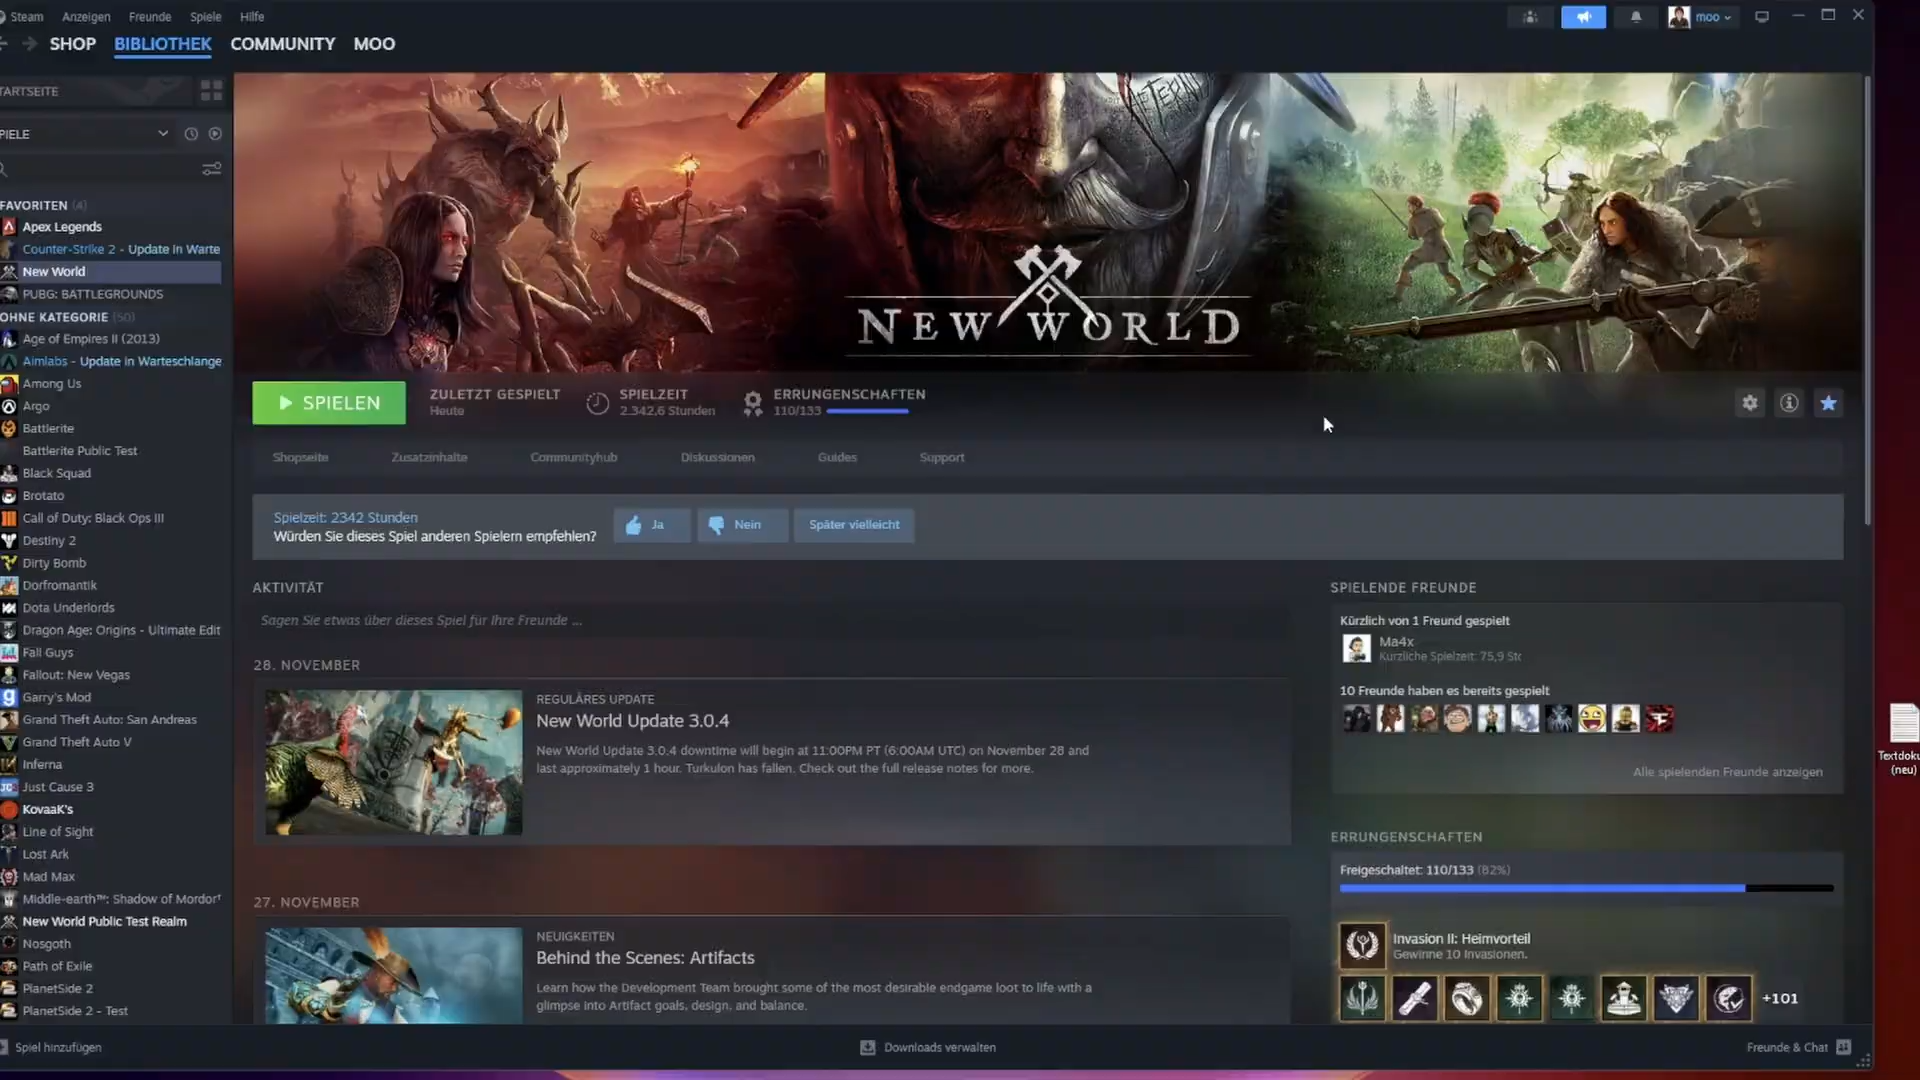 Steam Anzeigen Freunde Spiele Hilfe
moo
SHOP BIBLIOTHEK COMMUNITY MOO
TARTSEITE
PIELE
FAVORITEN (4)
Apex Legends
Counter-Strike 2 - Update in Warte
New World
PUBG: BATTLEGROUNDS
OHNE KATEGORIE (50)
Age of Empires II (2013)
Aimlabs - Update in Warteschlange
Among Us
Argo
Battlerite
Battlerite Public Test
Black Squad
Brotato
Call of Duty: Black Ops III
Destiny 2
Dirty Bomb
Dorfromantik
Dota Underlords
Dragon Age: Origins - Ultimate Edit
Fall Guys
Fallout: New Vegas
Garry's Mod
Grand Theft Auto: San Andreas
Grand Theft Auto V
Inferna
Just Cause 3
KovaaK's
Line of Sight
Lost Ark
Mad Max
Middle-earth™: Shadow of Mordor
New World Public Test Realm
Nosgoth
Path of Exile
PlanetSide 2
PlanetSide 2 - Test
Spiel hinzufügen
NEW WORLD
SPIELEN
ZULETZT GESPIELT
Heute
SPIELZEIT
2.342,6 Stunden
ERRUNGENSCHAFTEN
110/133
Shopseite Zusatzinhalte Communityhub Diskussionen Guides Support
Spielzeit: 2342 Stunden
Würden Sie dieses Spiel anderen Spielern empfehlen?
Ja Nein Später vielleicht
AKTIVITÄT
Sagen Sie etwas über dieses Spiel für Ihre Freunde ...
28. NOVEMBER
REGULÄRES UPDATE
New World Update 3.0.4
New World Update 3.0.4 downtime will begin at 11:00PM PT (6:00AM UTC) on November 28 and
last approximately 1 hour. Turkulon has fallen. Check out the full release notes for more.
27. NOVEMBER
NEUIGKEITEN
Behind the Scenes: Artifacts
Learn how the Development Team brought some of the most desirable endgame loot to life with a
glimpse into Artifact goals, design, and balance.
SPIELENDE FREUNDE
Kürzlich von 1 Freund gespielt
Ma4x
Kürzliche Spielzeit: 75,9 Stc
10 Freunde haben es bereits gespielt
Alle spielenden Freunde anzeigen
ERRUNGENSCHAFTEN
Freigeschaltet: 110/133 (82%)
Invasion II: Heimvorteil
Gewinne 10 Invasionen.
+101
Downloads verwalten
Freunde & Chat
Textdoku
(neu)